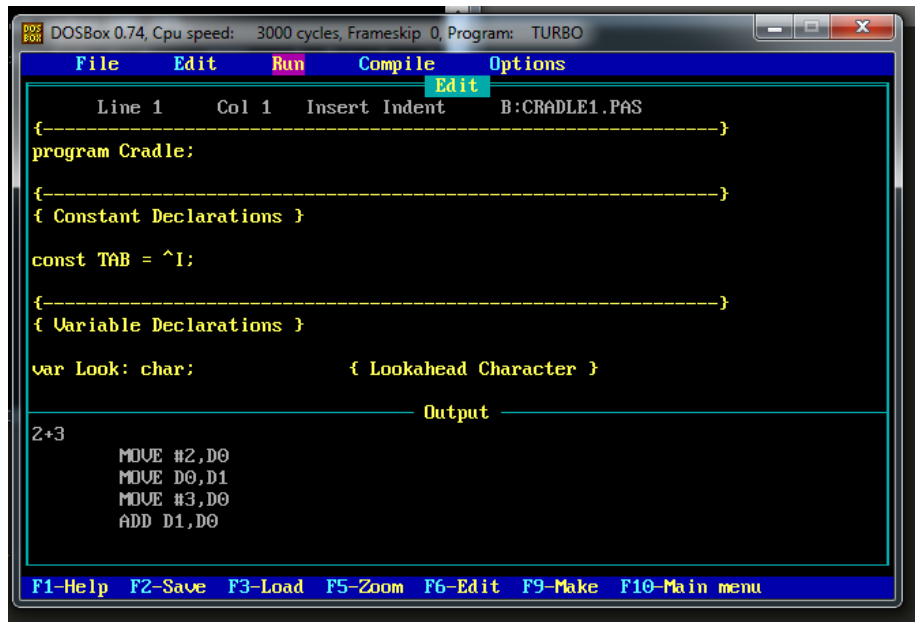 DOS BOX DOSBox 0.74, Cpu speed: 3000 cycles, Frameskip 0, Program: TURBO
File Edit Run Compile Options
Edit
Line 1 Col 1 Insert Indent B:CRADLE1.PAS
{--------------------------------------------------------------}
program Cradle;
{--------------------------------------------------------------}
{ Constant Declarations }
const TAB = ^I;
{--------------------------------------------------------------}
{ Variable Declarations }
var Look: char; { Lookahead Character }
Output
2+3
MOVE #2,D0
MOVE D0,D1
MOVE #3,D0
ADD D1,D0
F1-Help F2-Save F3-Load F5-Zoom F6-Edit F9-Make F10-Main menu